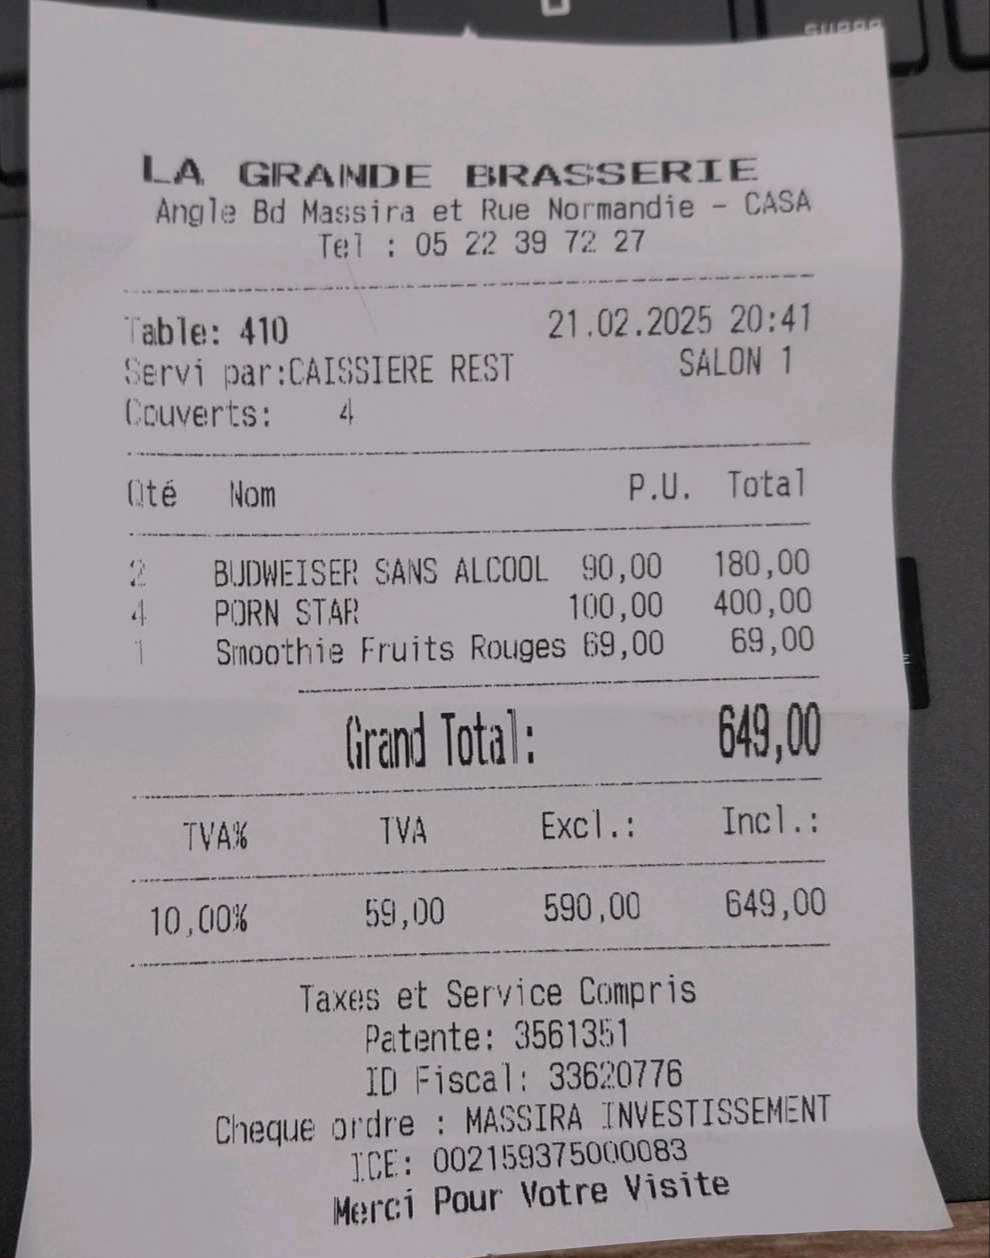 LA GRANDE BRASSERIE
Angle Bd Massira et Rue Normandie - CASA
Tel : 05 22 39 72 27
Table: 410 21.02.2025 20:41
Servi par:CAISSIERE REST SALON 1
Couverts: 4
Qté Nom P.U. Total
2 BUDWEISER SANS ALCOOL 90,00 180,00
4 PORN STAR 100,00 400,00
1 Smoothie Fruits Rouges 69,00 69,00
Grand Total: 649,00
TVA% TVA Excl.: Incl.:
10,00% 59,00 590,00 649,00
Taxes et Service Compris
Patente: 3561351
ID Fiscal: 33620776
Cheque ordre : MASSIRA INVESTISSEMENT
ICE: 002159375000083
Merci Pour Votre Visite